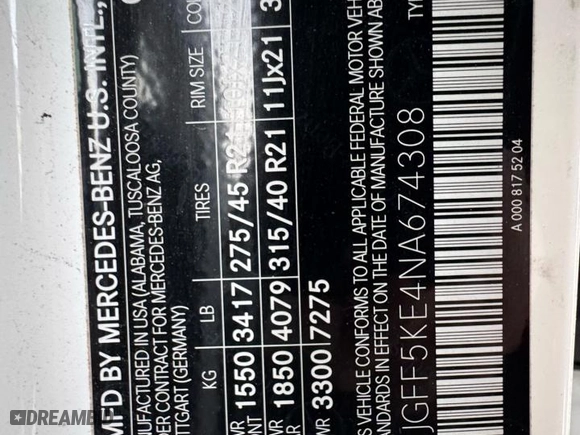 MFD BY MERCEDES-BENZ U.S. INTL.,
MANUFACTURED IN USA (ALABAMA, TUSCALOOSA COUNTY)
UNDER CONTRACT FOR MERCEDES-BENZ AG,
STUTTGART (GERMANY)
KG LB TIRES RIM SIZE
1550 3417 275/45 R21
1850 4079 315/40 R21 11Jx21
3300 7275
VEHICLE CONFORMS TO ALL APPLICABLE FEDERAL MOTOR
STANDARDS IN EFFECT ON THE DATE OF MANUFACTURE SHOWN
JGFF5KE4NA674308
A 000 817 52 04
DREAMBID